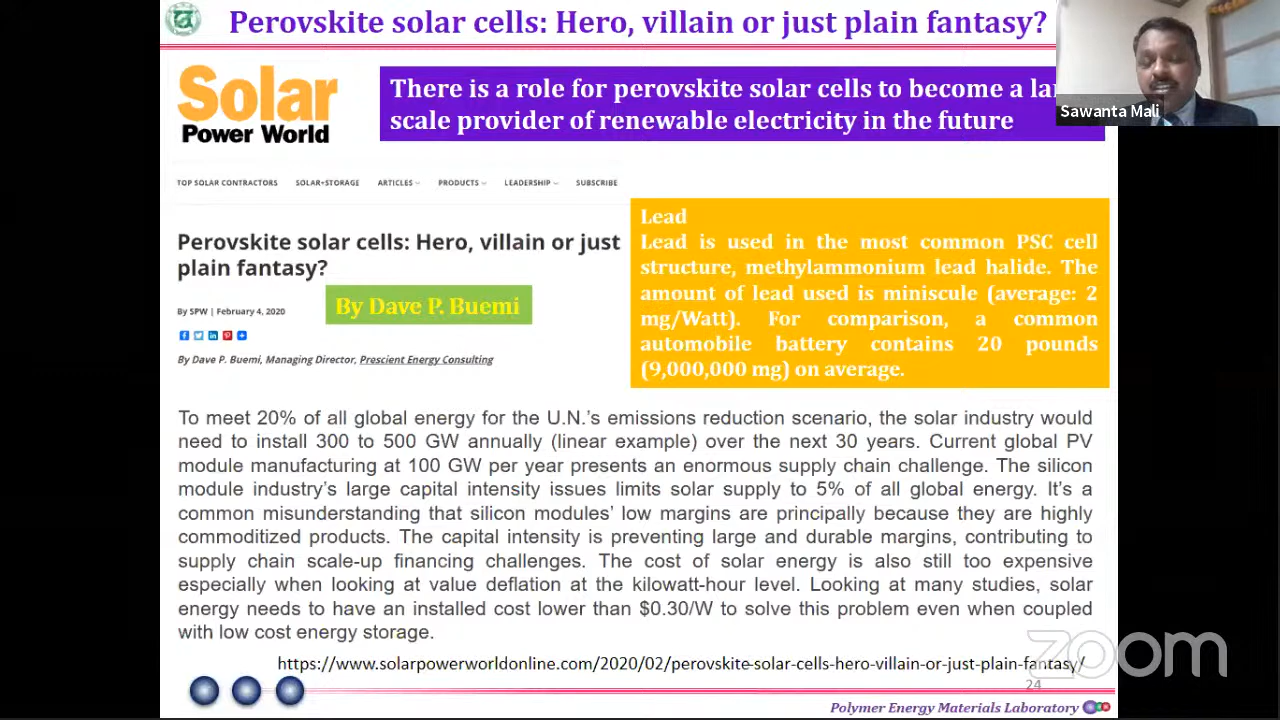 Perovskite solar cells: Hero, villain or just plain fantasy?
Solar
Power World
There is a role for perovskite solar cells to become a
scale provider of renewable electricity in the future
Sawanta Mali
TOP SOLAR CONTRACTORS SOLAR+STORAGE ARTICLES PRODUCTS LEADERSHIP SUBSCRIBE
Perovskite solar cells: Hero, villain or just
plain fantasy?
By SPW | February 4, 2020
By Dave P. Buemi
By Dave P. Buemi, Managing Director, Prescient Energy Consulting
Lead
Lead is used in the most common PSC cell
structure, methylammonium lead halide. The
amount of lead used is miniscule (average: 2
mg/Watt). For comparison, a common
automobile battery contains 20 pounds
(9,000,000 mg) on average.
To meet 20% of all global energy for the U.N.'s emissions reduction scenario, the solar industry would
need to install 300 to 500 GW annually (linear example) over the next 30 years. Current global PV
module manufacturing at 100 GW per year presents an enormous supply chain challenge. The silicon
module industry's large capital intensity issues limits solar supply to 5% of all global energy. It's a
common misunderstanding that silicon modules' low margins are principally because they are highly
commoditized products. The capital intensity is preventing large and durable margins, contributing to
supply chain scale-up financing challenges. The cost of solar energy is also still too expensive
especially when looking at value deflation at the kilowatt-hour level. Looking at many studies, solar
energy needs to have an installed cost lower than $0.30/W to solve this problem even when coupled
with low cost energy storage.
https://www.solarpowerworldonline.com/2020/02/perovskite-solar-cells-hero-villain-or-just-plain-fantasy/
zoom
24
Polymer Energy Materials Laboratory